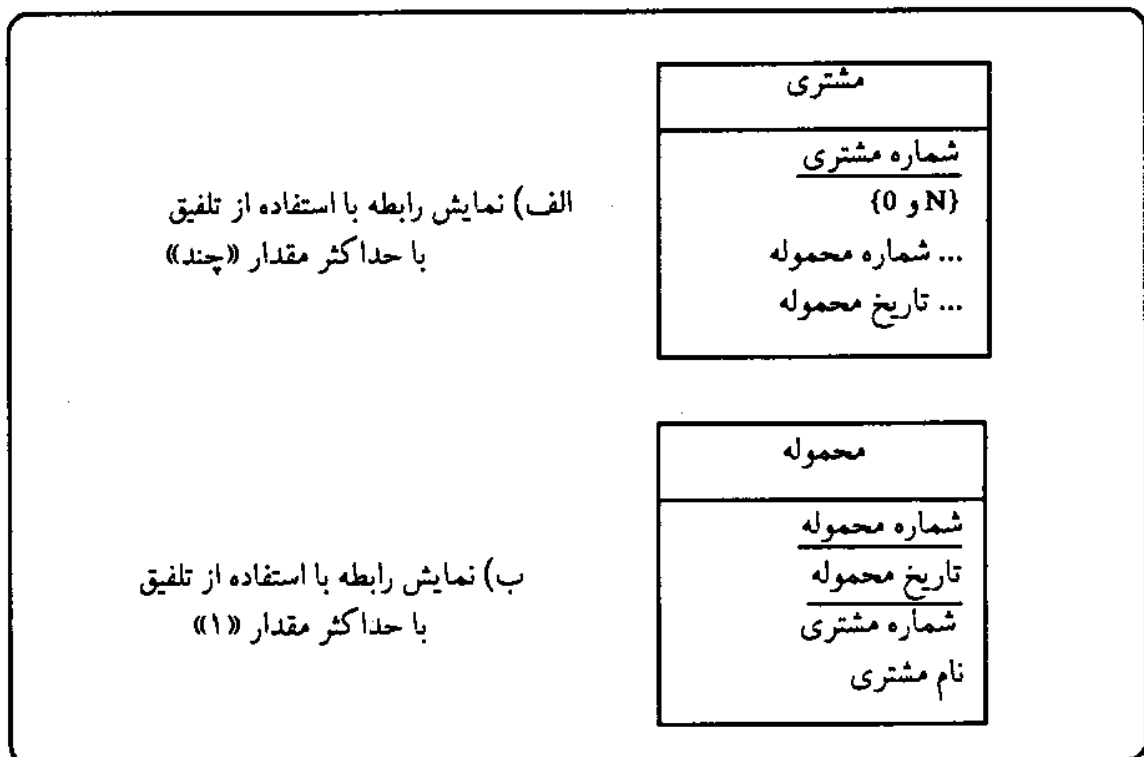 مشتری
شماره مشتری
{0 و N}
... شماره محموله
... تاریخ محموله
الف) نمایش رابطه با استفاده از تلفیق
با حداکثر مقدار «چند»
محموله
شماره محموله
تاریخ محموله
شماره مشتری
نام مشتری
ب) نمایش رابطه با استفاده از تلفیق
با حداکثر مقدار «۱»